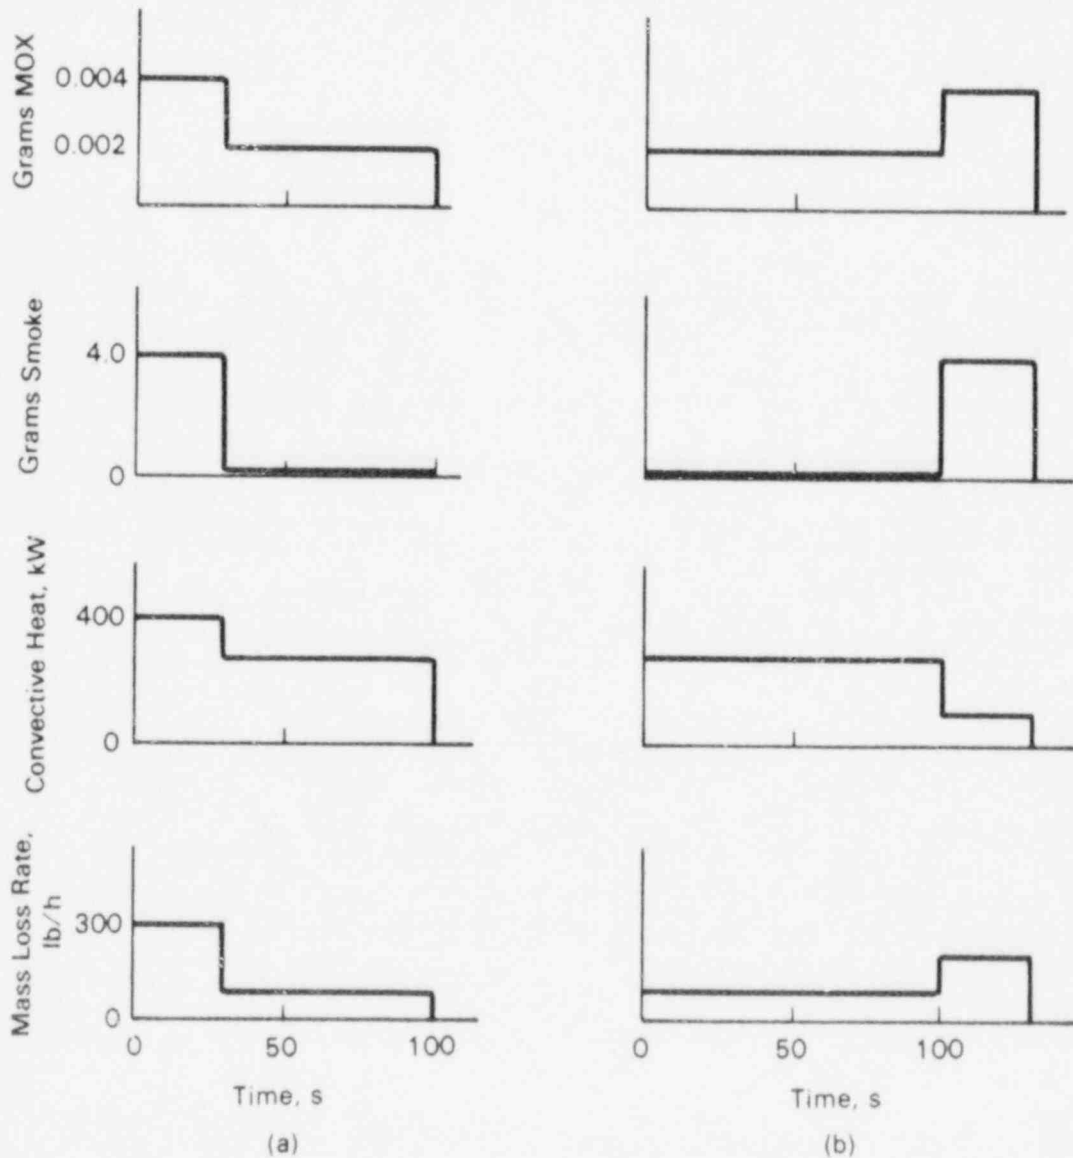 Grams MOX
0.004
0.002
Grams Smoke
4.0
0
Convective Heat, kW
400
0
Mass Loss Rate,
lb/h
300
0
0 50 100
Time, s
(a)
0 50 100
Time, s
(b)